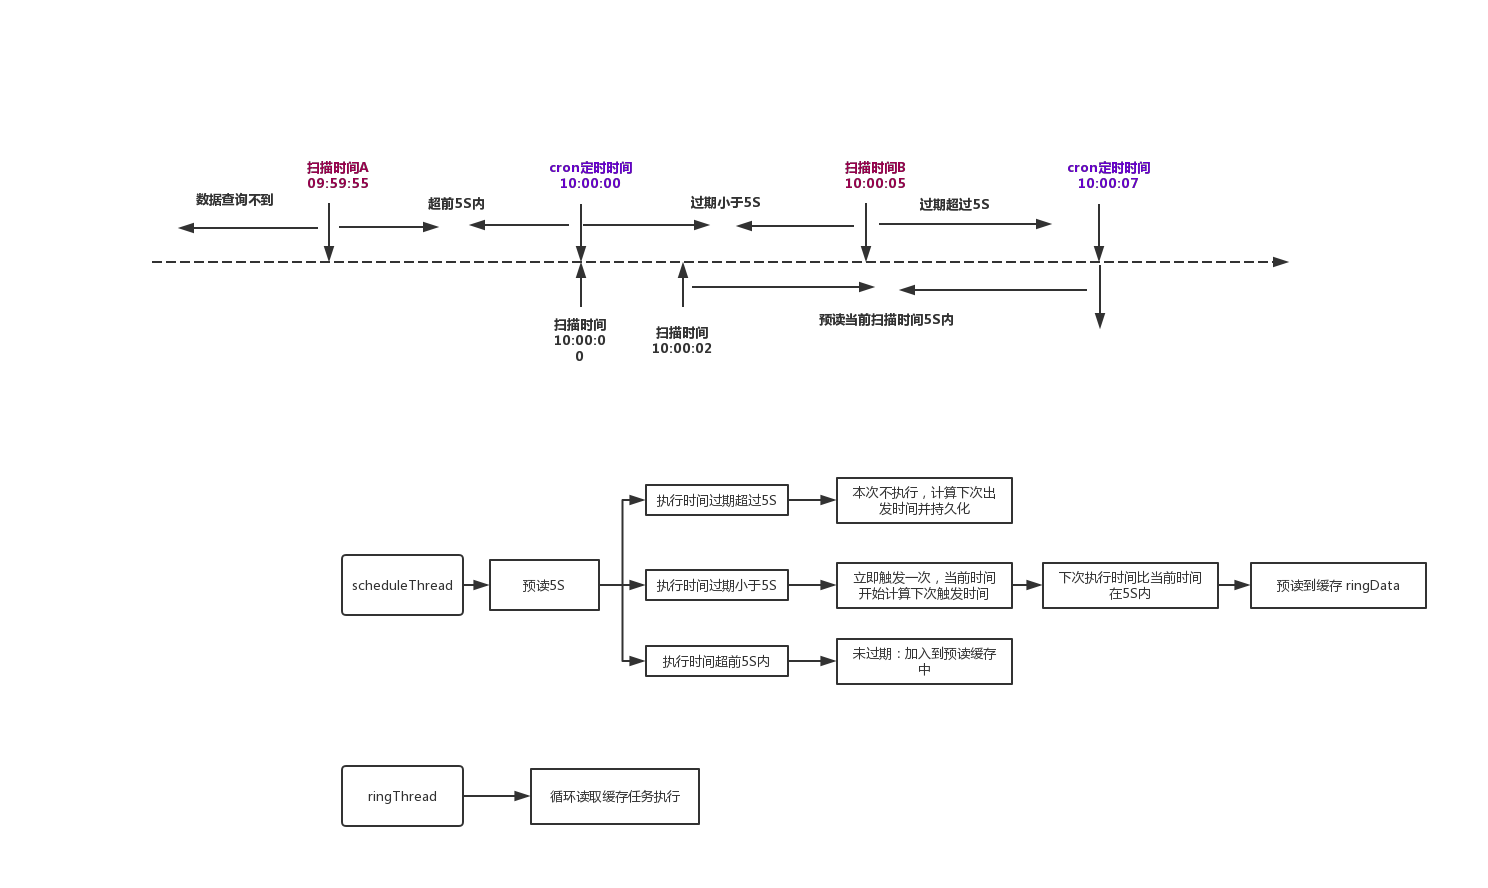 扫描时间A
09:59:55
cron定时时间
10:00:00
扫描时间B
10:00:05
cron定时时间
10:00:07
数据查询不到
超前5S内
过期小于5S
过期超过5S
扫描时间
10:00:0
0
扫描时间
10:00:02
预读当前扫描时间5S内
执行时间过期超过5S
本次不执行，计算下次出
发时间并持久化
scheduleThread
预读5S
执行时间过期小于5S
立即触发一次，当前时间
开始计算下次触发时间
下次执行时间比当前时间
在5S内
预读到缓存 ringData
执行时间超前5S内
未过期：加入到预读缓存
中
ringThread
循环读取缓存任务执行